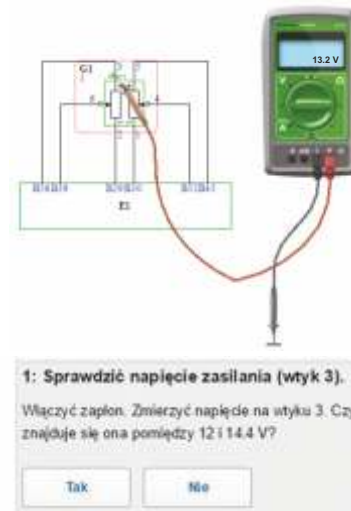 13.2 V
G1
E1
1: Sprawdzić napięcie zasilania (wtyk 3).
Włączyć zapłon. Zmierzyć napięcie na wtyku 3. Czy
znajduje się ona pomiędzy 12 i 14.4 V?
Tak
Nie